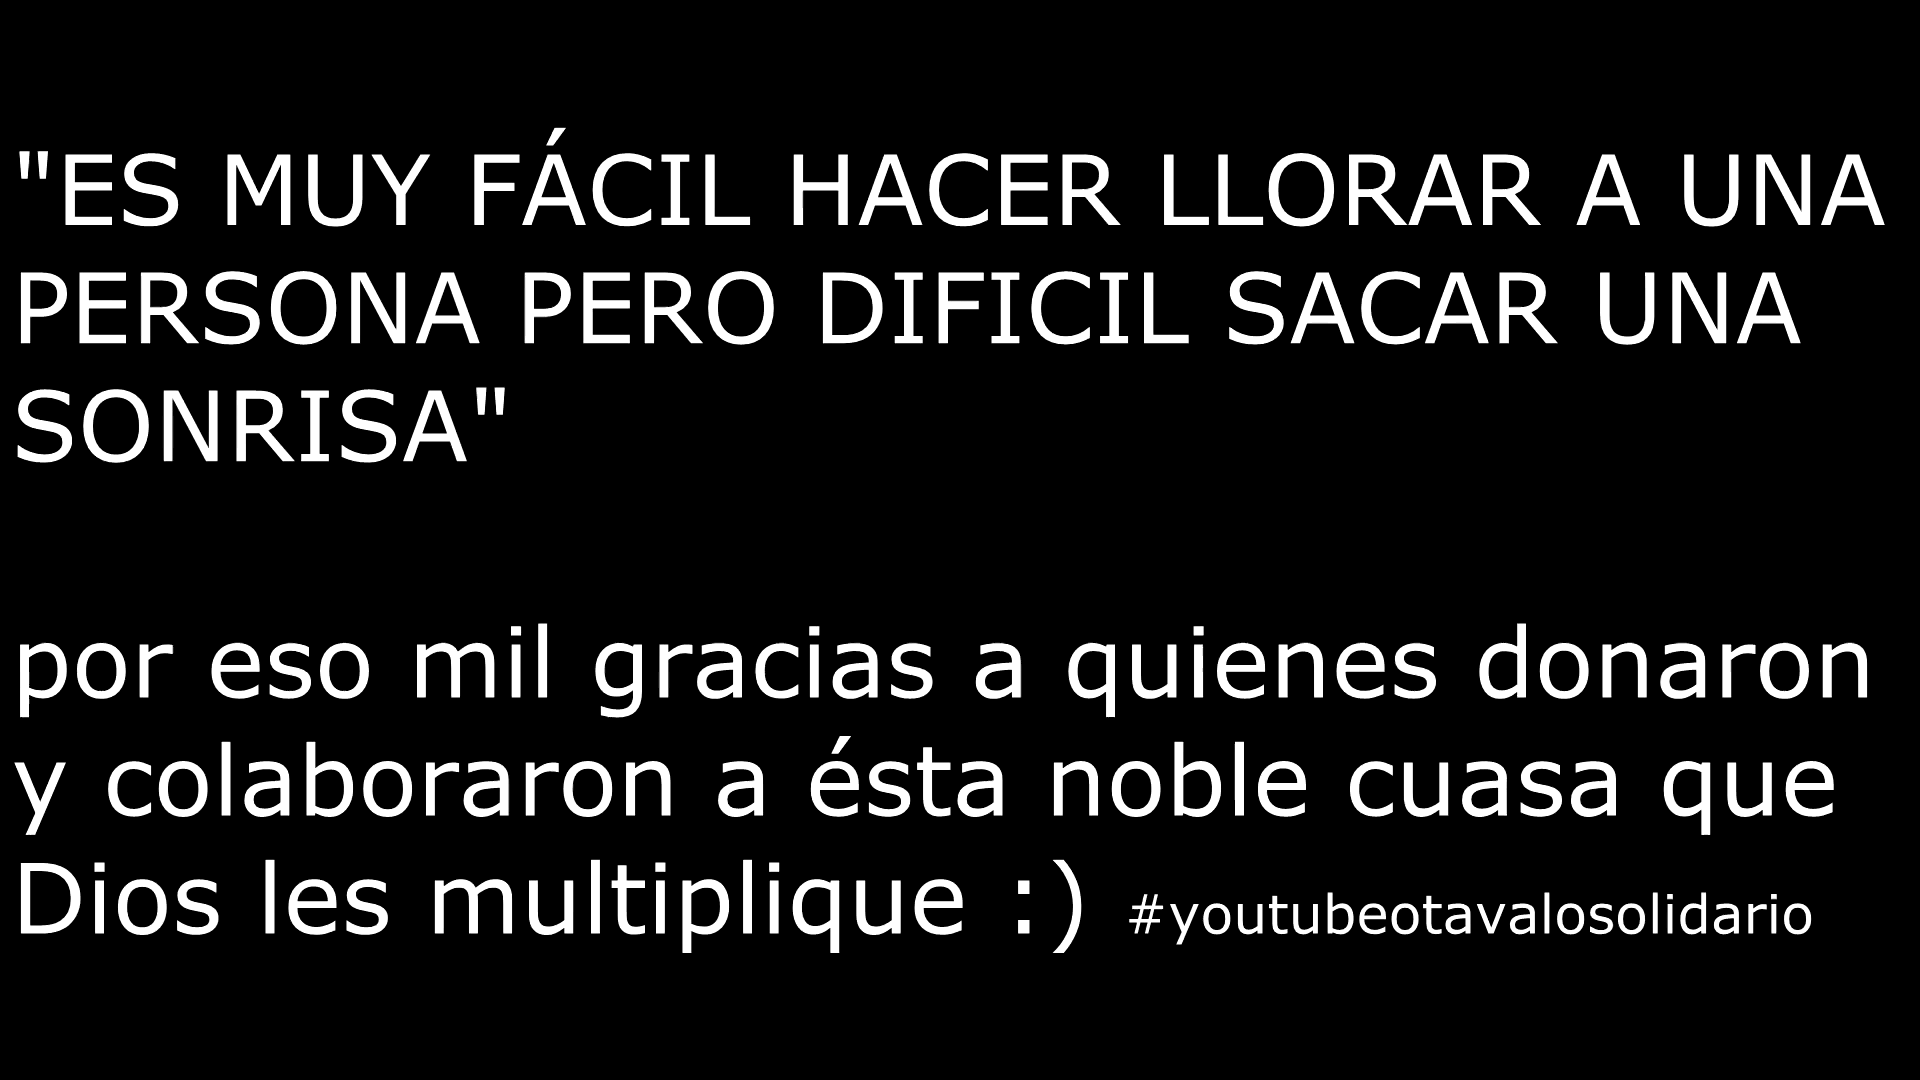 "ES MUY FÁCIL HACER LLORAR A UNA
PERSONA PERO DIFICIL SACAR UNA
SONRISA"
por eso mil gracias a quienes donaron
y colaboraron a ésta noble cuasa que
Dios les multiplique :) #youtubeotavalosolidario